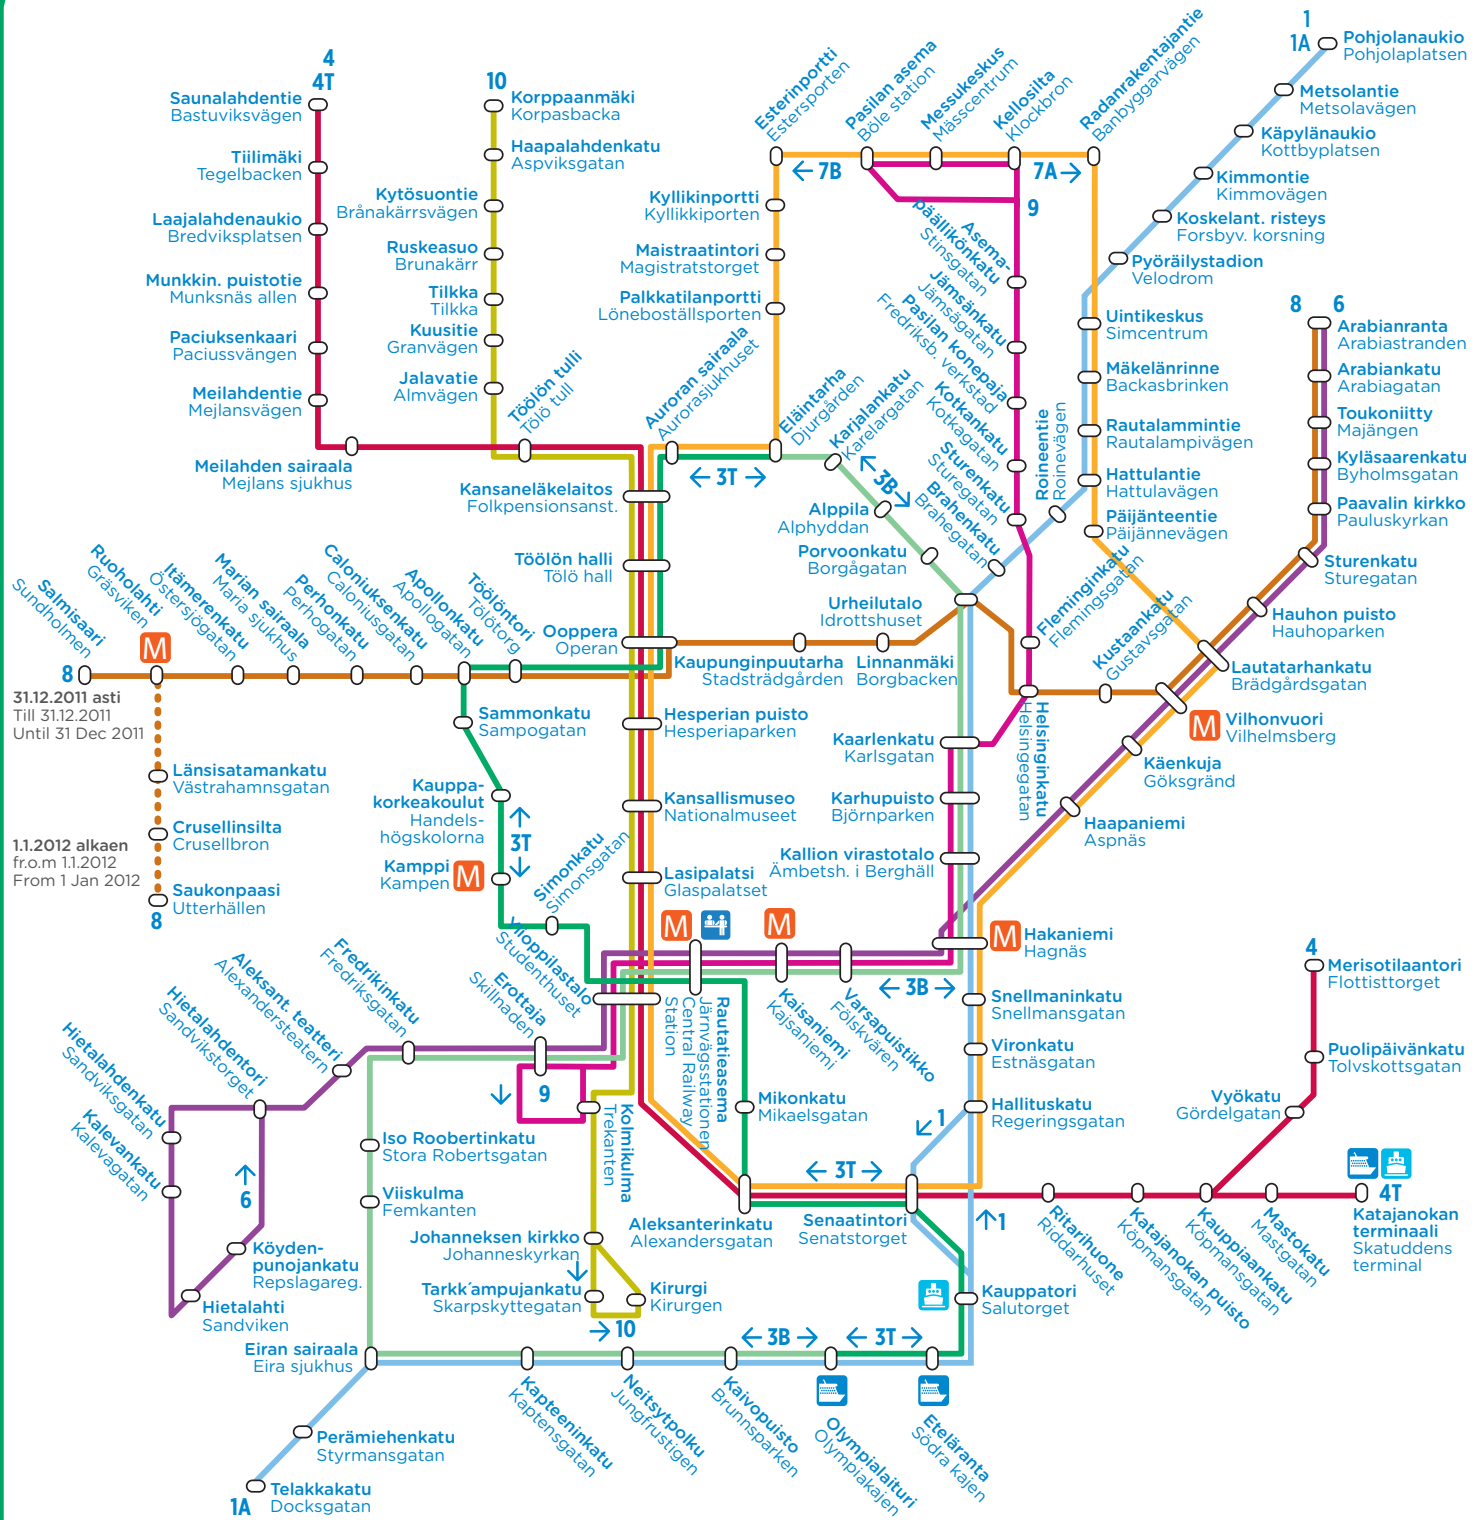 4
4T
Saunalahdentie
Bastuviksvägen
Tiilimäki
Tegelbacken
Laajalahdenaukio
Bredviksplatsen
Munkkin. puistotie
Munksnäs allen
Paciuksenkaari
Paciussvängen
Meilahdentie
Mejlansvägen
Meilahden sairaala
Mejlans sjukhus
10
Korppaanmäki
Korpasbacka
Haapalahdenkatu
Aspviksgatan
Kytösuontie
Brånakärrsvägen
Ruskeasuo
Brunakärr
Tilkka
Tilkka
Kuusitie
Granvägen
Jalavatie
Almvägen
Töölön tulli
Tölö tull
Esterinportti
Estersporten
Pasilan asema
Böle station
Messukeskus
Mässcentrum
Kellosilta
Klockbron
Radanrakentajantie
Banbyggarvägen
7B
7A
9
Kyllikinportti
Kyllikkiporten
Maistraatintori
Magistratstorget
Palkkatilanportti
Löneboställsporten
Auroran sairaala
Aurorasjukhuset
Eläintarha
Djurgården
Karjalankatu
Karelargatan
3T
3B
Alppila
Alphyddan
Porvoonkatu
Borgågatan
Asema-
päällikönkatu
Stinsgatan
Jämsänkatu
Jämsägatan
Pasilan konepaja
Fredriksb. verkstad
Kotkankatu
Kotkagatan
Sturenkatu
Sturegatan
Brahenkatu
Brahegatan
Roineentie
Roinevägen
1
1A
Pohjolanaukio
Pohjolaplatsen
Metsolantie
Metsolavägen
Käpylänaukio
Kottbyplatsen
Kimmontie
Kimmovägen
Koskelant. risteys
Forsbyv. korsning
Pyöräilystadion
Velodrom
Uintikeskus
Simcentrum
Mäkelänrinne
Backasbrinken
Rautalammintie
Rautalampivägen
Hattulantie
Hattulavägen
Päijänteentie
Päijännevägen
8
6
Arabianranta
Arabiastranden
Arabiankatu
Arabiagatan
Toukoniitty
Majängen
Kyläsaarenkatu
Byholmsgatan
Paavalin kirkko
Pauluskyrkan
Sturenkatu
Sturegatan
Hauhon puisto
Hauhoparken
Lautatarhankatu
Brädgårdsgatan
M
Vilhonvuori
Vilhelmsberg
Käenkuja
Göksgränd
Haapaniemi
Aspnäs
Kustaankatu
Gustavsgatan
Fleminginkatu
Flemingsgatan
Helsinginkatu
Helsingegatan
Kansaneläkelaitos
Folkpensionsanst.
Töölön halli
Tölö hall
Ooppera
Operan
Urheilutalo
Idrottshuset
Kaupunginpuutarha
Stadsträdgården
Linnanmäki
Borgbacken
Salmisaari
Sundholmen
Ruoholahti
Gräsviken
M
Itämerenkatu
Östersjögatan
Marian sairaala
Maria sjukhus
Perhonkatu
Perhogatan
Caloniuksenkatu
Caloniusgatan
Apollonkatu
Apollogatan
Töölöntori
Tölötorg
8
31.12.2011 asti
Till 31.12.2011
Until 31 Dec 2011
Länsisatamankatu
Västrahamnsgatan
Crusellinsilta
Crusellbron
1.1.2012 alkaen
fr.o.m 1.1.2012
From 1 Jan 2012
Saukonpaasi
Utterhällen
8
Sammonkatu
Sampogatan
Kauppa-
korkeakoulut
Handels-
högskolorna
3T
Kamppi
Kampen
M
Simonkatu
Simonsgatan
Hesperian puisto
Hesperiaparken
Kansallismuseo
Nationalmuseet
Lasipalatsi
Glaspalatset
Kaarlenkatu
Karlsgatan
Karhupuisto
Björnparken
Kallion virastotalo
Ämbetsh. i Berghäll
M
Hakaniemi
Hagnäs
M
M
Ylioppilastalo
Studenthuset
Erottaja
Skillnaden
Rautatieasema
Järnvägsstationen
Central Railway
Station
Kaisaniemi
Kajsaniemi
Varsapuistikko
Fölskvären
3B
Snellmaninkatu
Snellmansgatan
Vironkatu
Estnäsgatan
Hallituskatu
Regeringsgatan
1
Fredrikinkatu
Fredriksgatan
Aleksant. teatteri
Alexandersteatern
Hietalahdentori
Sandvikstorget
Hietalahdenkatu
Sandviksgatan
Kalevankatu
Kalevagatan
6
Köyden-
punojankatu
Repslagareg.
Hietalahti
Sandviken
9
Kolmikulma
Trekanten
Iso Roobertinkatu
Stora Robertsgatan
Viiskulma
Femkanten
Johanneksen kirkko
Johanneskyrkan
Tarkk´ampujankatu
Skarpskyttegatan
Kirurgi
Kirurgen
10
Mikonkatu
Mikaelsgatan
3T
Aleksanterinkatu
Alexandersgatan
Senaatintori
Senatstorget
1
Kauppatori
Salutorget
4
Merisotilaantori
Flottisttorget
Puolipäivänkatu
Tolvskottsgatan
Vyökatu
Gördelgatan
4T
Katajanokan
terminaali
Skatuddens
terminal
Ritarihuone
Riddarhuset
Katajanokan puisto
Köpmansgatan
Kauppiaankatu
Köpmansgatan
Mastokatu
Mastgatan
Eiran sairaala
Eira sjukhus
3B
3T
Kapteeninkatu
Kaptensgatan
Neitsytpolku
Jungfrustigen
Kaivopuisto
Brunnsparken
Olympialaituri
Olympiakajen
Eteläranta
Södra kajen
Perämiehenkatu
Styrmansgatan
Telakkakatu
Docksgatan
1A